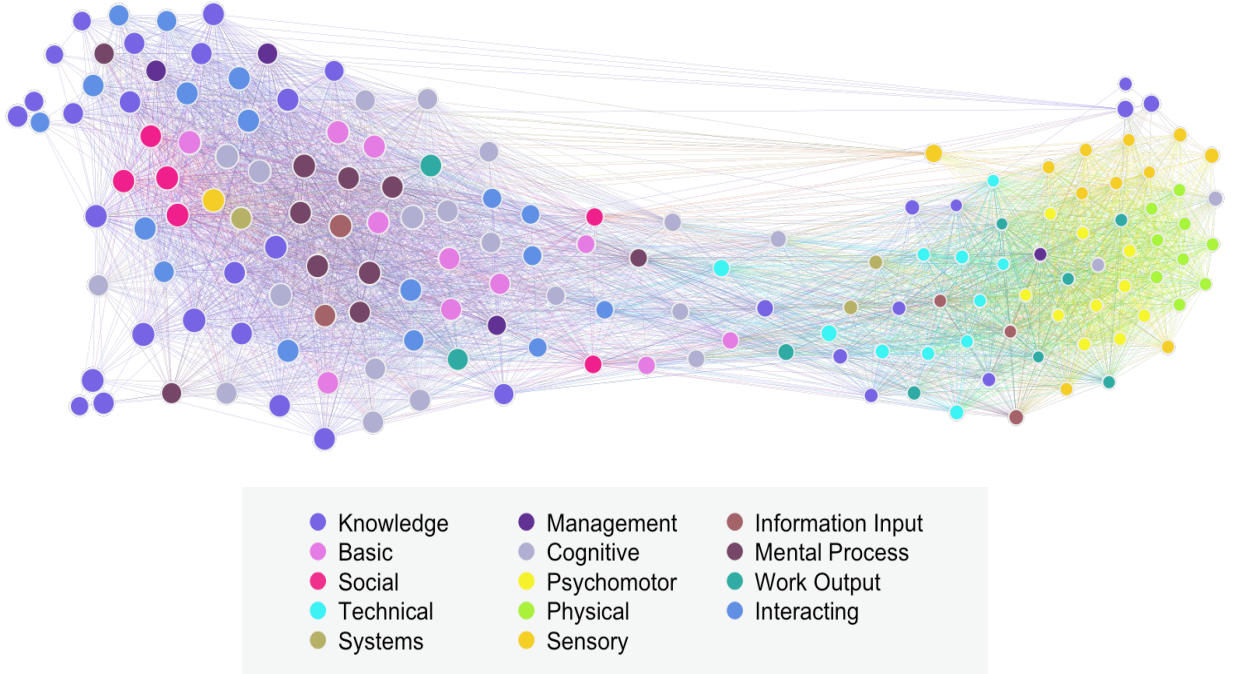 Knowledge
Basic
Social
Technical
Systems
Management
Cognitive
Psychomotor
Physical
Sensory
Information Input
Mental Process
Work Output
Interacting